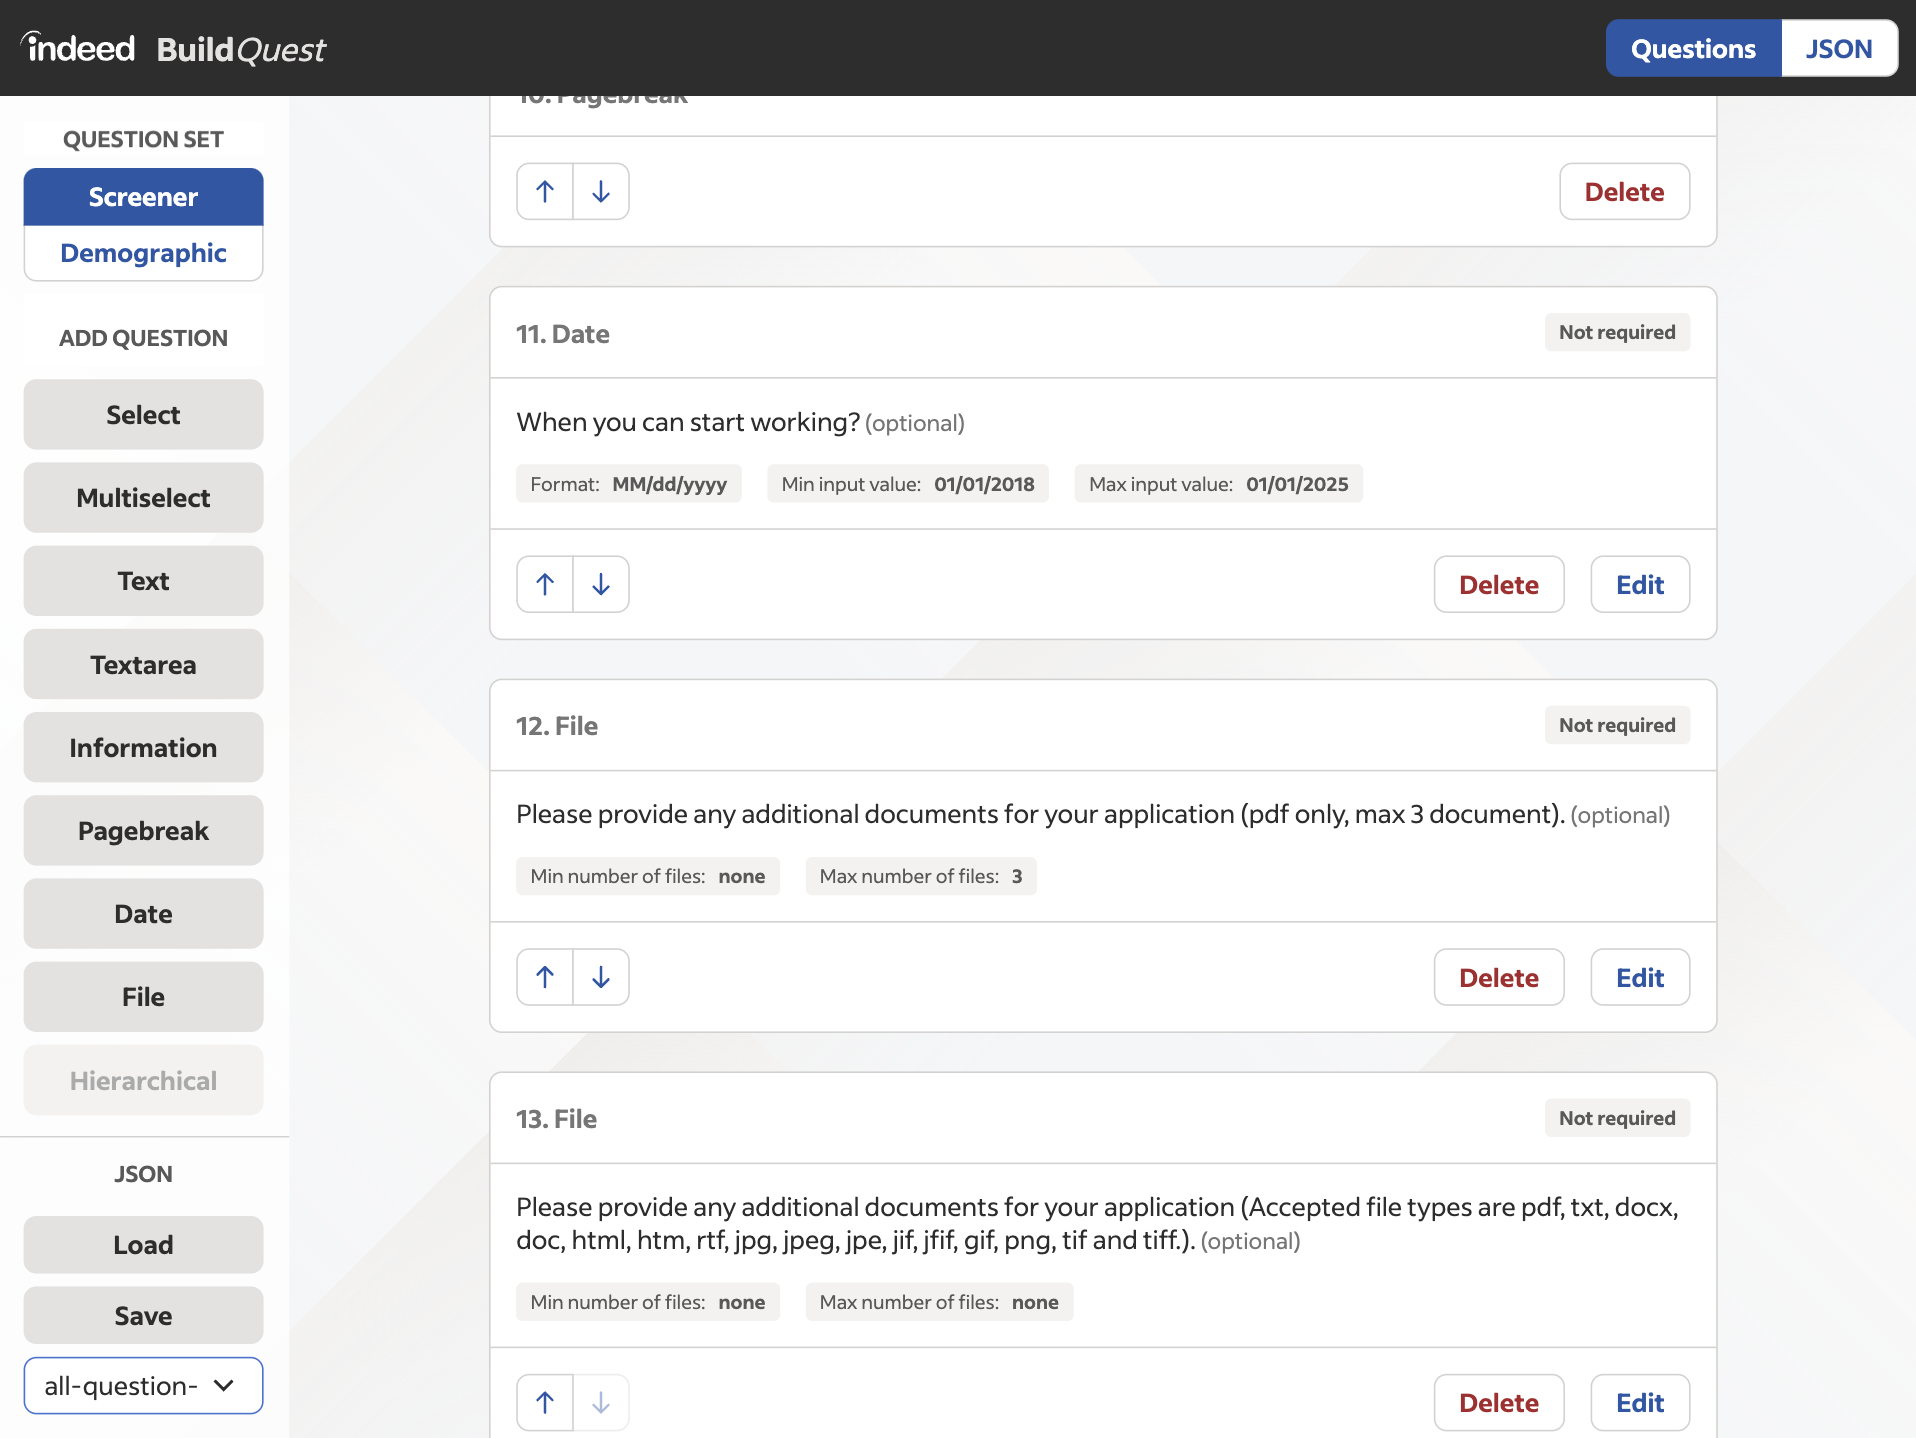 indeed BuildQuest
Questions
JSON
QUESTION SET
Screener
Demographic
ADD QUESTION
Select
Multiselect
Text
Textarea
Information
Pagebreak
Date
File
Hierarchical
JSON
Load
Save
all-question-
10. Pagebreak
Delete
11. Date
Not required
When you can start working? (optional)
Format: MM/dd/yyyy
Min input value: 01/01/2018
Max input value: 01/01/2025
Delete
Edit
12. File
Not required
Please provide any additional documents for your application (pdf only, max 3 document). (optional)
Min number of files: none
Max number of files: 3
Delete
Edit
13. File
Not required
Please provide any additional documents for your application (Accepted file types are pdf, txt, docx,
doc, html, htm, rtf, jpg, jpeg, jpe, jif, jfif, gif, png, tif and tiff.). (optional)
Min number of files: none
Max number of files: none
Delete
Edit